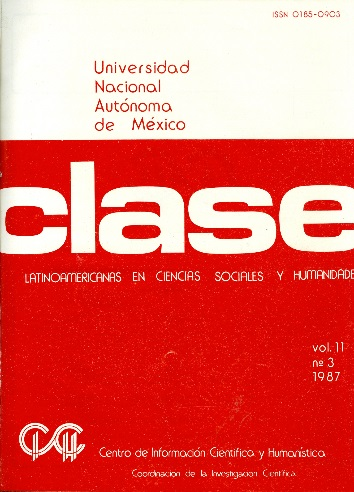 ISSN 0185-0903
Universidad
Nacional
Autónoma
de México
clase
LATINOAMERICANAS EN CIENCIAS SOCIALES Y HUMANIDADE
vol. 11
nº 3
1987
Centro de Información Científica y Humanística
Coordinación de la Investigación Científica